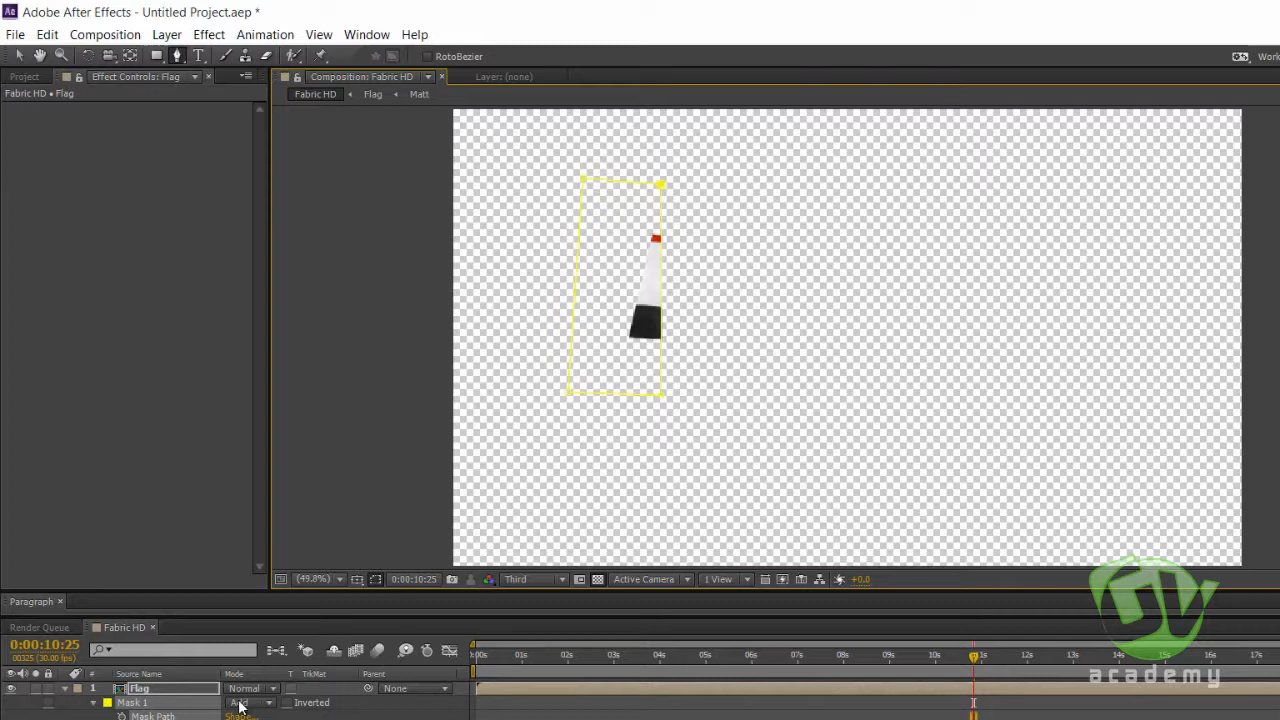 Adobe After Effects - Untitled Project.aep *
File Edit Composition Layer Effect Animation View Window Help
RotoBezier Work
Project Effect Controls: Flag Composition: Fabric HD Layer: (none)
Fabric HD • Flag Fabric HD Flag Matt
(49.8%) 0:00:10:25 Third Active Camera 1 View +0.0
Paragraph
Render Queue Fabric HD
0:00:10:25
00325 (30.00 fps) :00s 01s 02s 03s 04s 05s 06s 07s 08s 09s 10s 11s 12s 13s 14s 15s 16s 17s
# Source Name Mode T TrkMat Parent
1 Flag Normal None
Mask 1 Add Inverted
Mask Path Shape...
academy